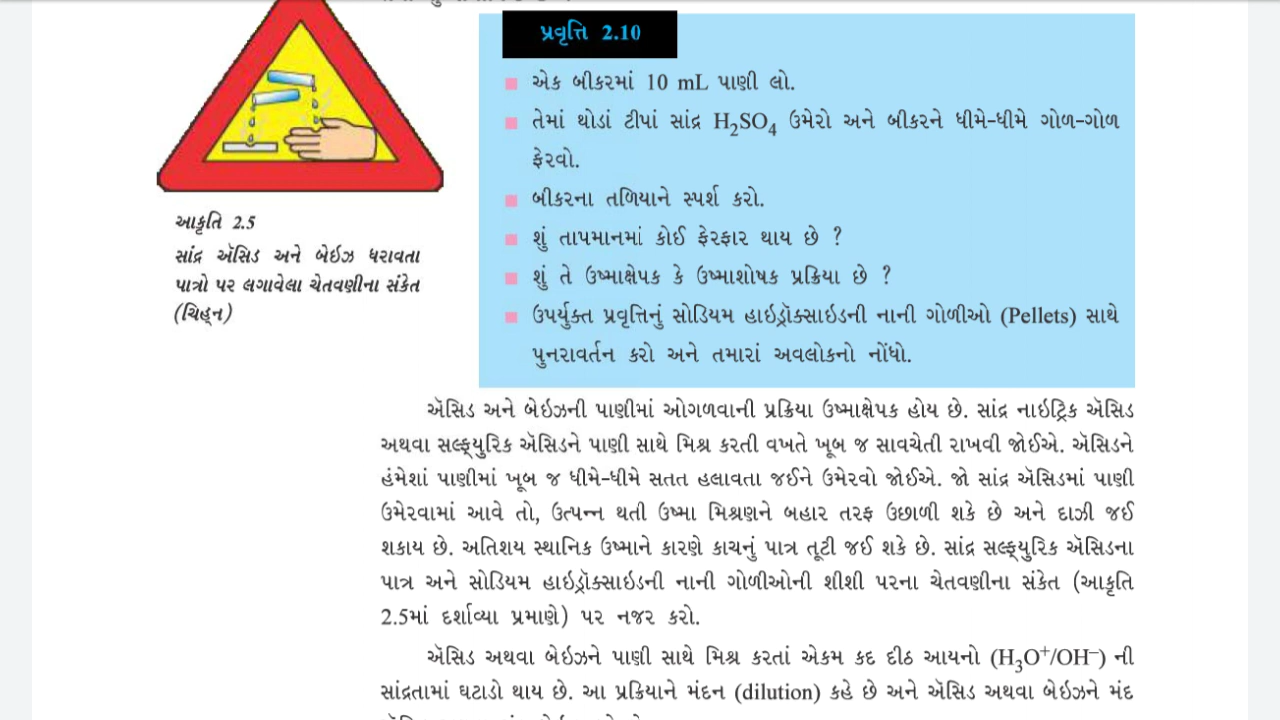 પ્રવૃત્તિ 2.10
એક બીકરમાં 10 mL પાણી લો.
તેમાં થોડાં ટીપાં સાંદ્ર H₂SO₄ ઉમેરો અને બીકરને ધીમે-ધીમે ગોળ-ગોળ
ફેરવો.
બીકરના તળિયાને સ્પર્શ કરો.
શું તાપમાનમાં કોઈ ફેરફાર થાય છે ?
શું તે ઉષ્માક્ષેપક કે ઉષ્માશોષક પ્રક્રિયા છે ?
ઉપર્યુક્ત પ્રવૃત્તિનું સોડિયમ હાઇડ્રૉક્સાઇડની નાની ગોળીઓ (Pellets) સાથે
પુનરાવર્તન કરો અને તમારાં અવલોકનો નોંધો.
આકૃતિ 2.5
સાંદ્ર ઍસિડ અને બેઇઝ ધરાવતા
પાત્રો પર લગાવેલા ચેતવણીના સંકેત
(ચિહ્ન)
ઍસિડ અને બેઇઝની પાણીમાં ઓગળવાની પ્રક્રિયા ઉષ્માક્ષેપક હોય છે. સાંદ્ર નાઇટ્રિક ઍસિડ
અથવા સલ્ફ્યુરિક ઍસિડને પાણી સાથે મિશ્ર કરતી વખતે ખૂબ જ સાવચેતી રાખવી જોઈએ. ઍસિડને
હંમેશાં પાણીમાં ખૂબ જ ધીમે-ધીમે સતત હલાવતા જઈને ઉમેરવો જોઈએ. જો સાંદ્ર ઍસિડમાં પાણી
ઉમેરવામાં આવે તો, ઉત્પન્ન થતી ઉષ્મા મિશ્રણને બહાર તરફ ઉછાળી શકે છે અને દાઝી જઈ
શકાય છે. અતિશય સ્થાનિક ઉષ્માને કારણે કાચનું પાત્ર તૂટી જઈ શકે છે. સાંદ્ર સલ્ફ્યુરિક ઍસિડના
પાત્ર અને સોડિયમ હાઇડ્રૉક્સાઇડની નાની ગોળીઓની શીશી પરના ચેતવણીના સંકેત (આકૃતિ
2.5માં દર્શાવ્યા પ્રમાણે) પર નજર કરો.
ઍસિડ અથવા બેઇઝને પાણી સાથે મિશ્ર કરતાં એકમ કદ દીઠ આયનો (H₃O⁺/OH⁻) ની
સાંદ્રતામાં ઘટાડો થાય છે. આ પ્રક્રિયાને મંદન (dilution) કહે છે અને ઍસિડ અથવા બેઇઝને મંદ